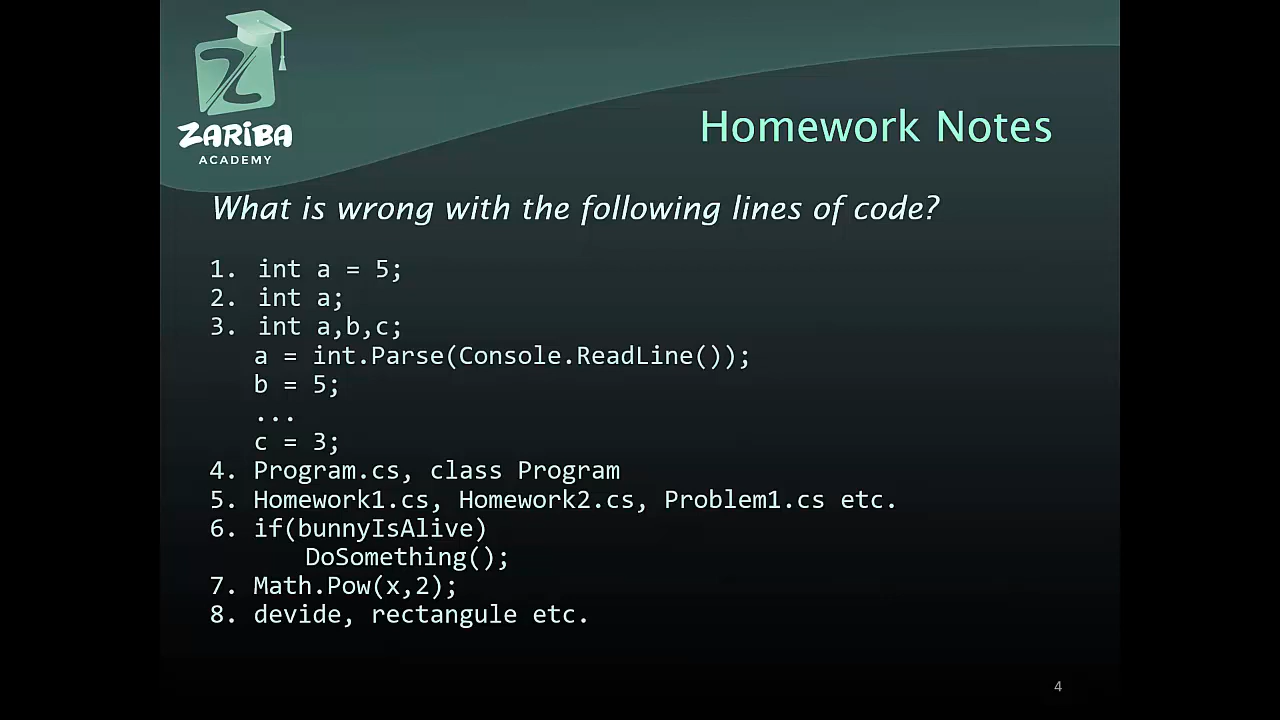 ZARiBA
ACADEMY
Homework Notes
What is wrong with the following lines of code?
1. int a = 5;
2. int a;
3. int a,b,c;
a = int.Parse(Console.ReadLine());
b = 5;
...
c = 3;
4. Program.cs, class Program
5. Homework1.cs, Homework2.cs, Problem1.cs etc.
6. if(bunnyIsAlive)
DoSomething();
7. Math.Pow(x,2);
8. devide, rectangule etc.
4